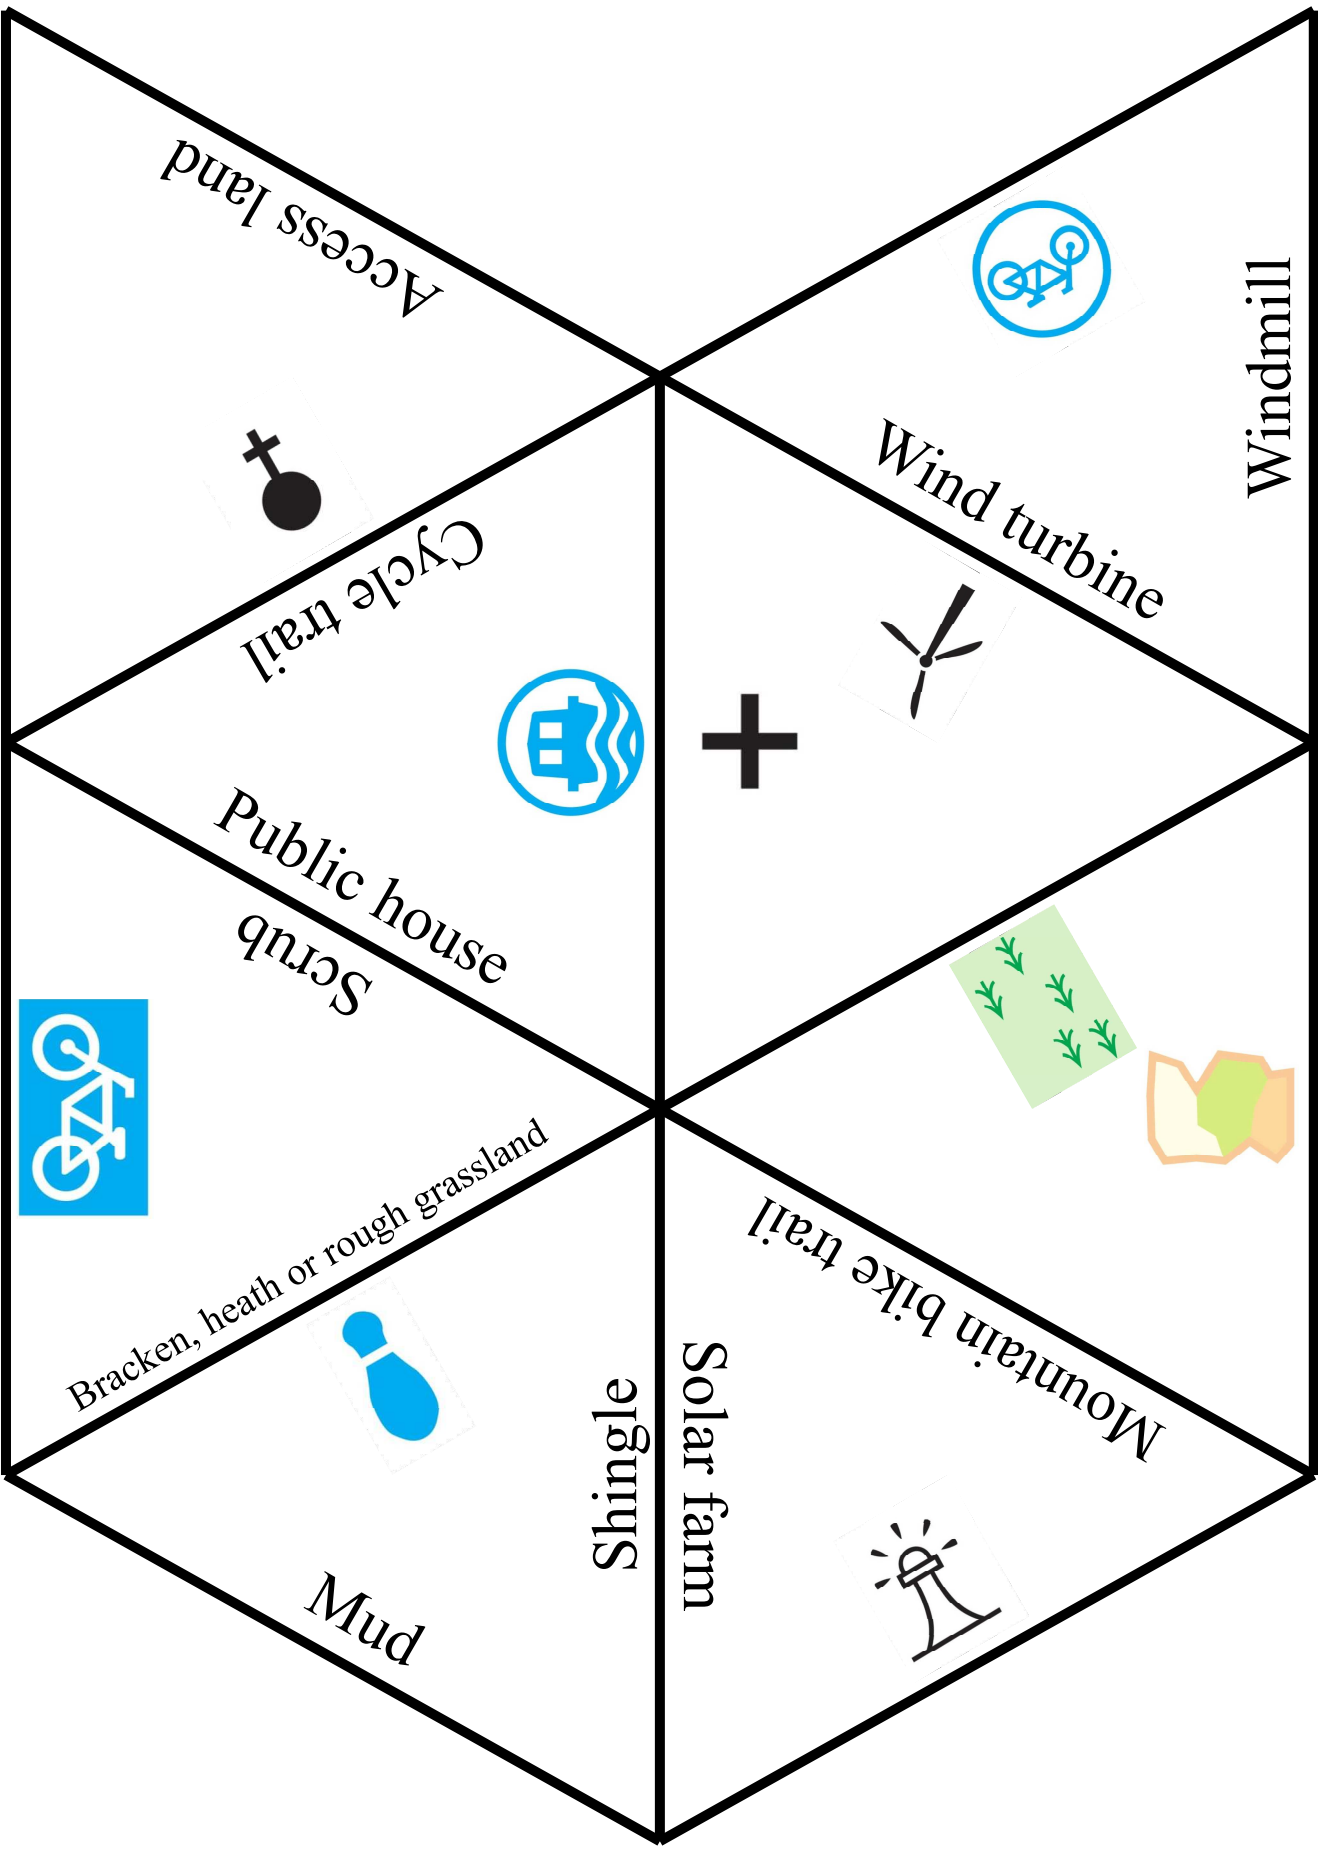 Access land
Windmill
Wind turbine
Cycle trail
Public house
Scrub
Bracken, heath or rough grassland
Mountain bike trail
Shingle
Solar farm
Mud